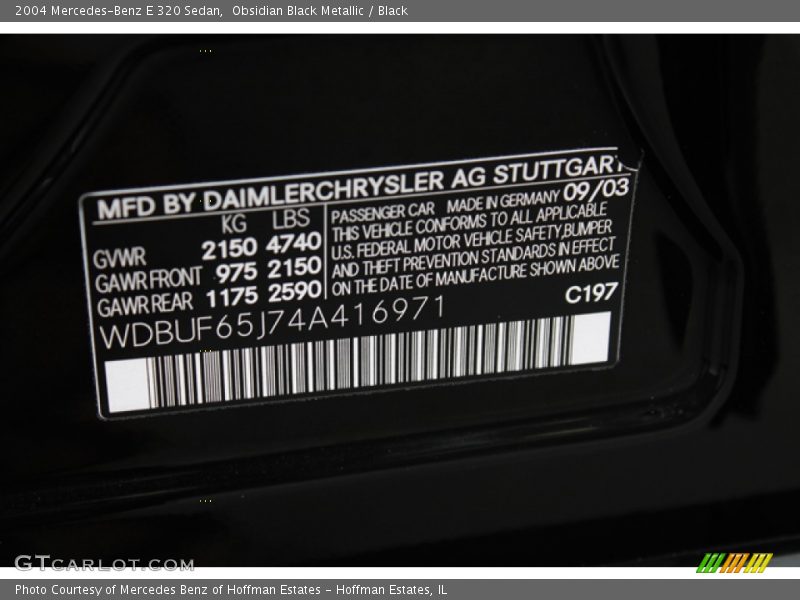 2004 Mercedes-Benz E 320 Sedan, Obsidian Black Metallic / Black
MFD BY DAIMLERCHRYSLER AG STUTTGART
KG LBS
GVWR 2150 4740
GAWR FRONT 975 2150
GAWR REAR 1175 2590
PASSENGER CAR MADE IN GERMANY 09/03
THIS VEHICLE CONFORMS TO ALL APPLICABLE
U.S. FEDERAL MOTOR VEHICLE SAFETY,BUMPER
AND THEFT PREVENTION STANDARDS IN EFFECT
ON THE DATE OF MANUFACTURE SHOWN ABOVE
WDBUF65J74A416971
C197
GTCARLOT.COM
Photo Courtesy of Mercedes Benz of Hoffman Estates - Hoffman Estates, IL